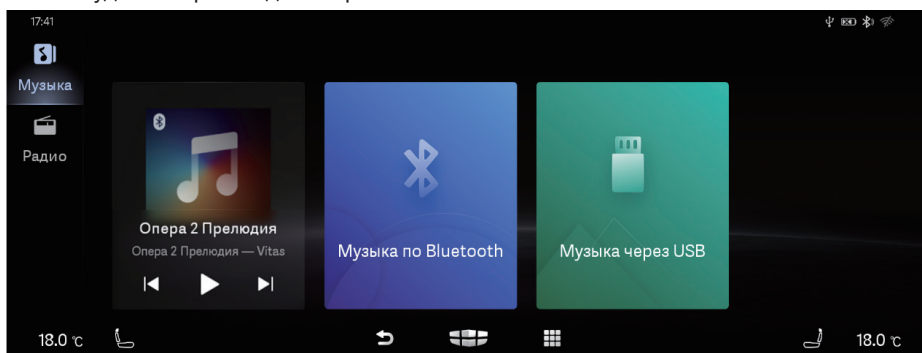 17:41
Музыка
Радио
Опера 2 Прелюдия
Опера 2 Прелюдия — Vitas
Музыка по Bluetooth
Музыка через USB
18.0 °C
18.0 °C